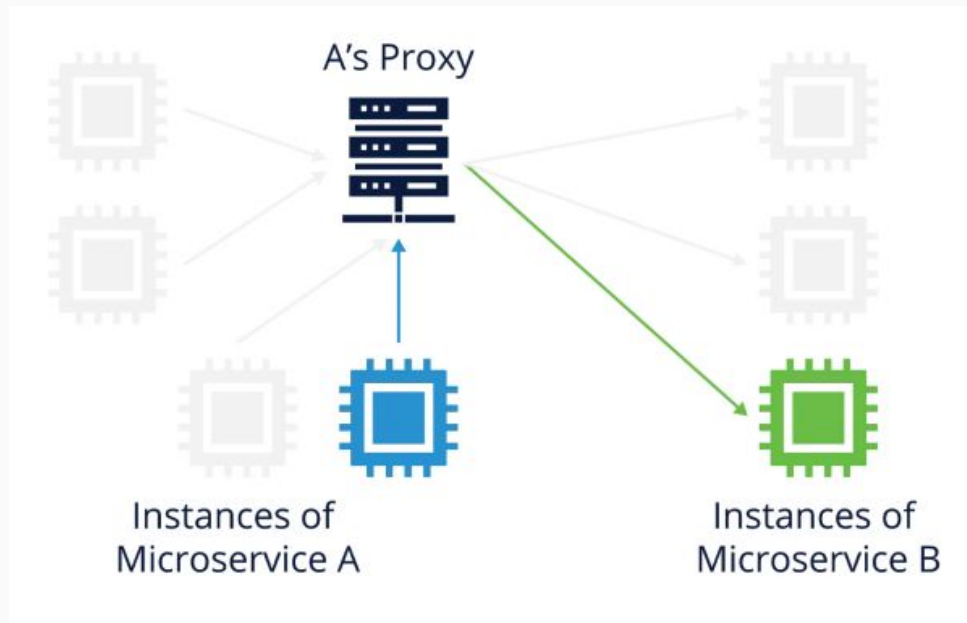 A’s Proxy
Instances of
Microservice A
Instances of
Microservice B